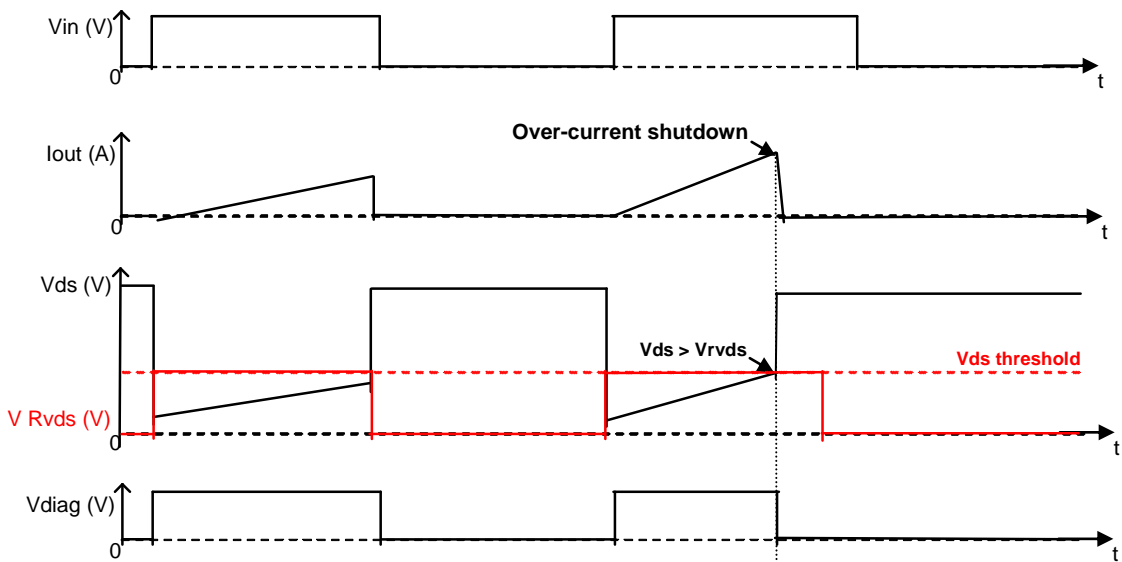 Vin (V)
0
t
Over-current shutdown
Iout (A)
0
t
Vds (V)
Vds > Vrvds
Vds threshold
V Rvds (V)
0
t
Vdiag (V)
0
t